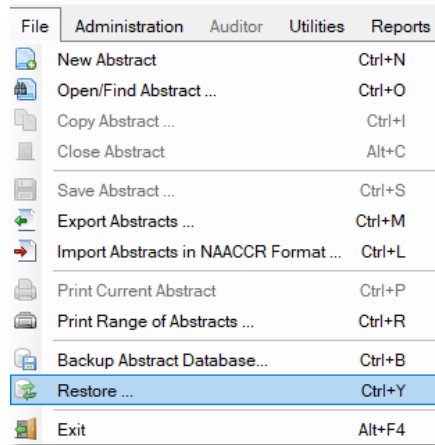 File Administration Auditor Utilities Reports
New Abstract Ctrl+N
Open/Find Abstract ... Ctrl+O
Copy Abstract ... Ctrl+I
Close Abstract Alt+C
Save Abstract ... Ctrl+S
Export Abstracts ... Ctrl+M
Import Abstracts in NAACCR Format ... Ctrl+L
Print Current Abstract Ctrl+P
Print Range of Abstracts ... Ctrl+R
Backup Abstract Database... Ctrl+B
Restore ... Ctrl+Y
Exit Alt+F4